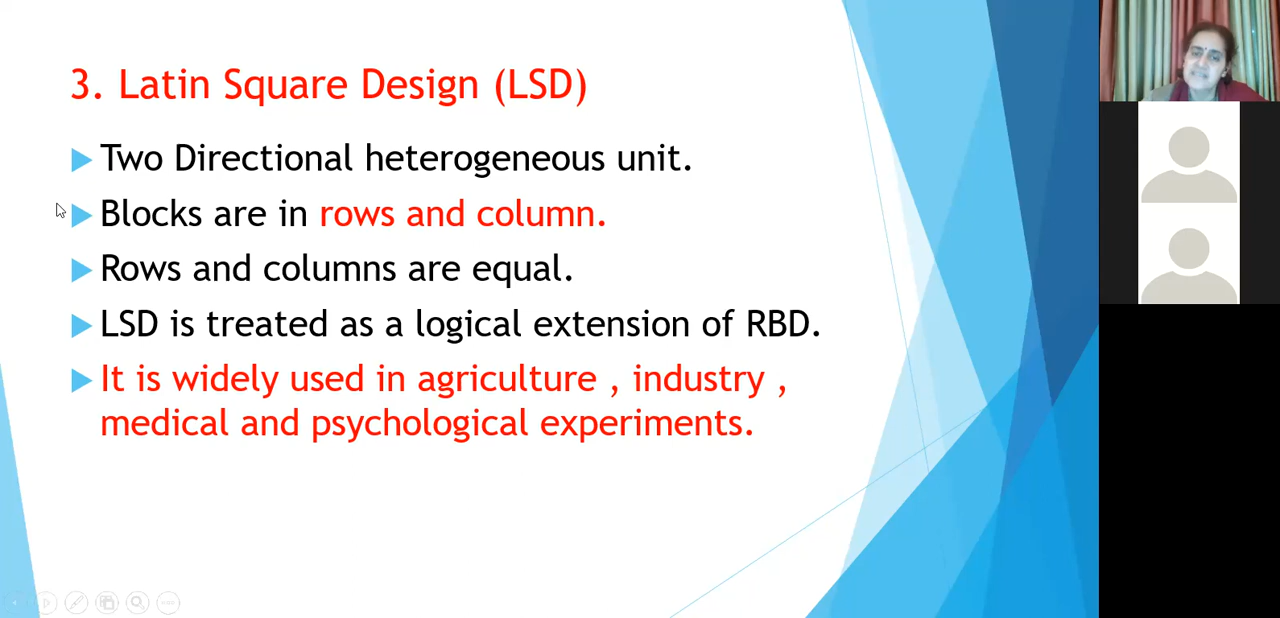 3. Latin Square Design (LSD)
Two Directional heterogeneous unit.
Blocks are in rows and column.
Rows and columns are equal.
LSD is treated as a logical extension of RBD.
It is widely used in agriculture , industry ,
medical and psychological experiments.